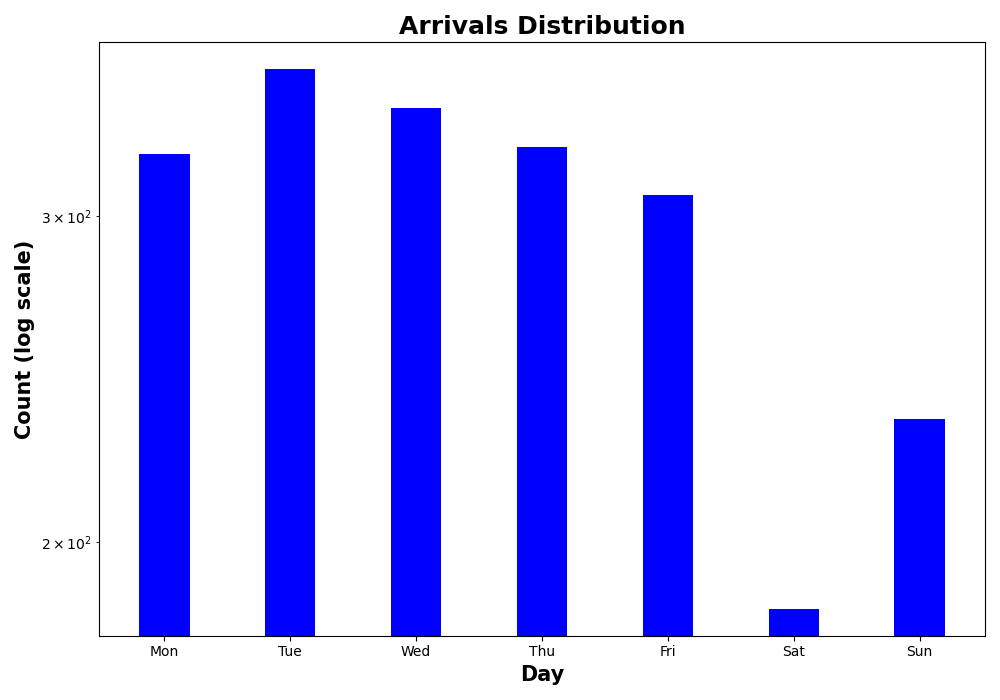 Arrivals Distribution
3 × 10²
2 × 10²
Count (log scale)
Mon Tue Wed Thu Fri Sat Sun
Day